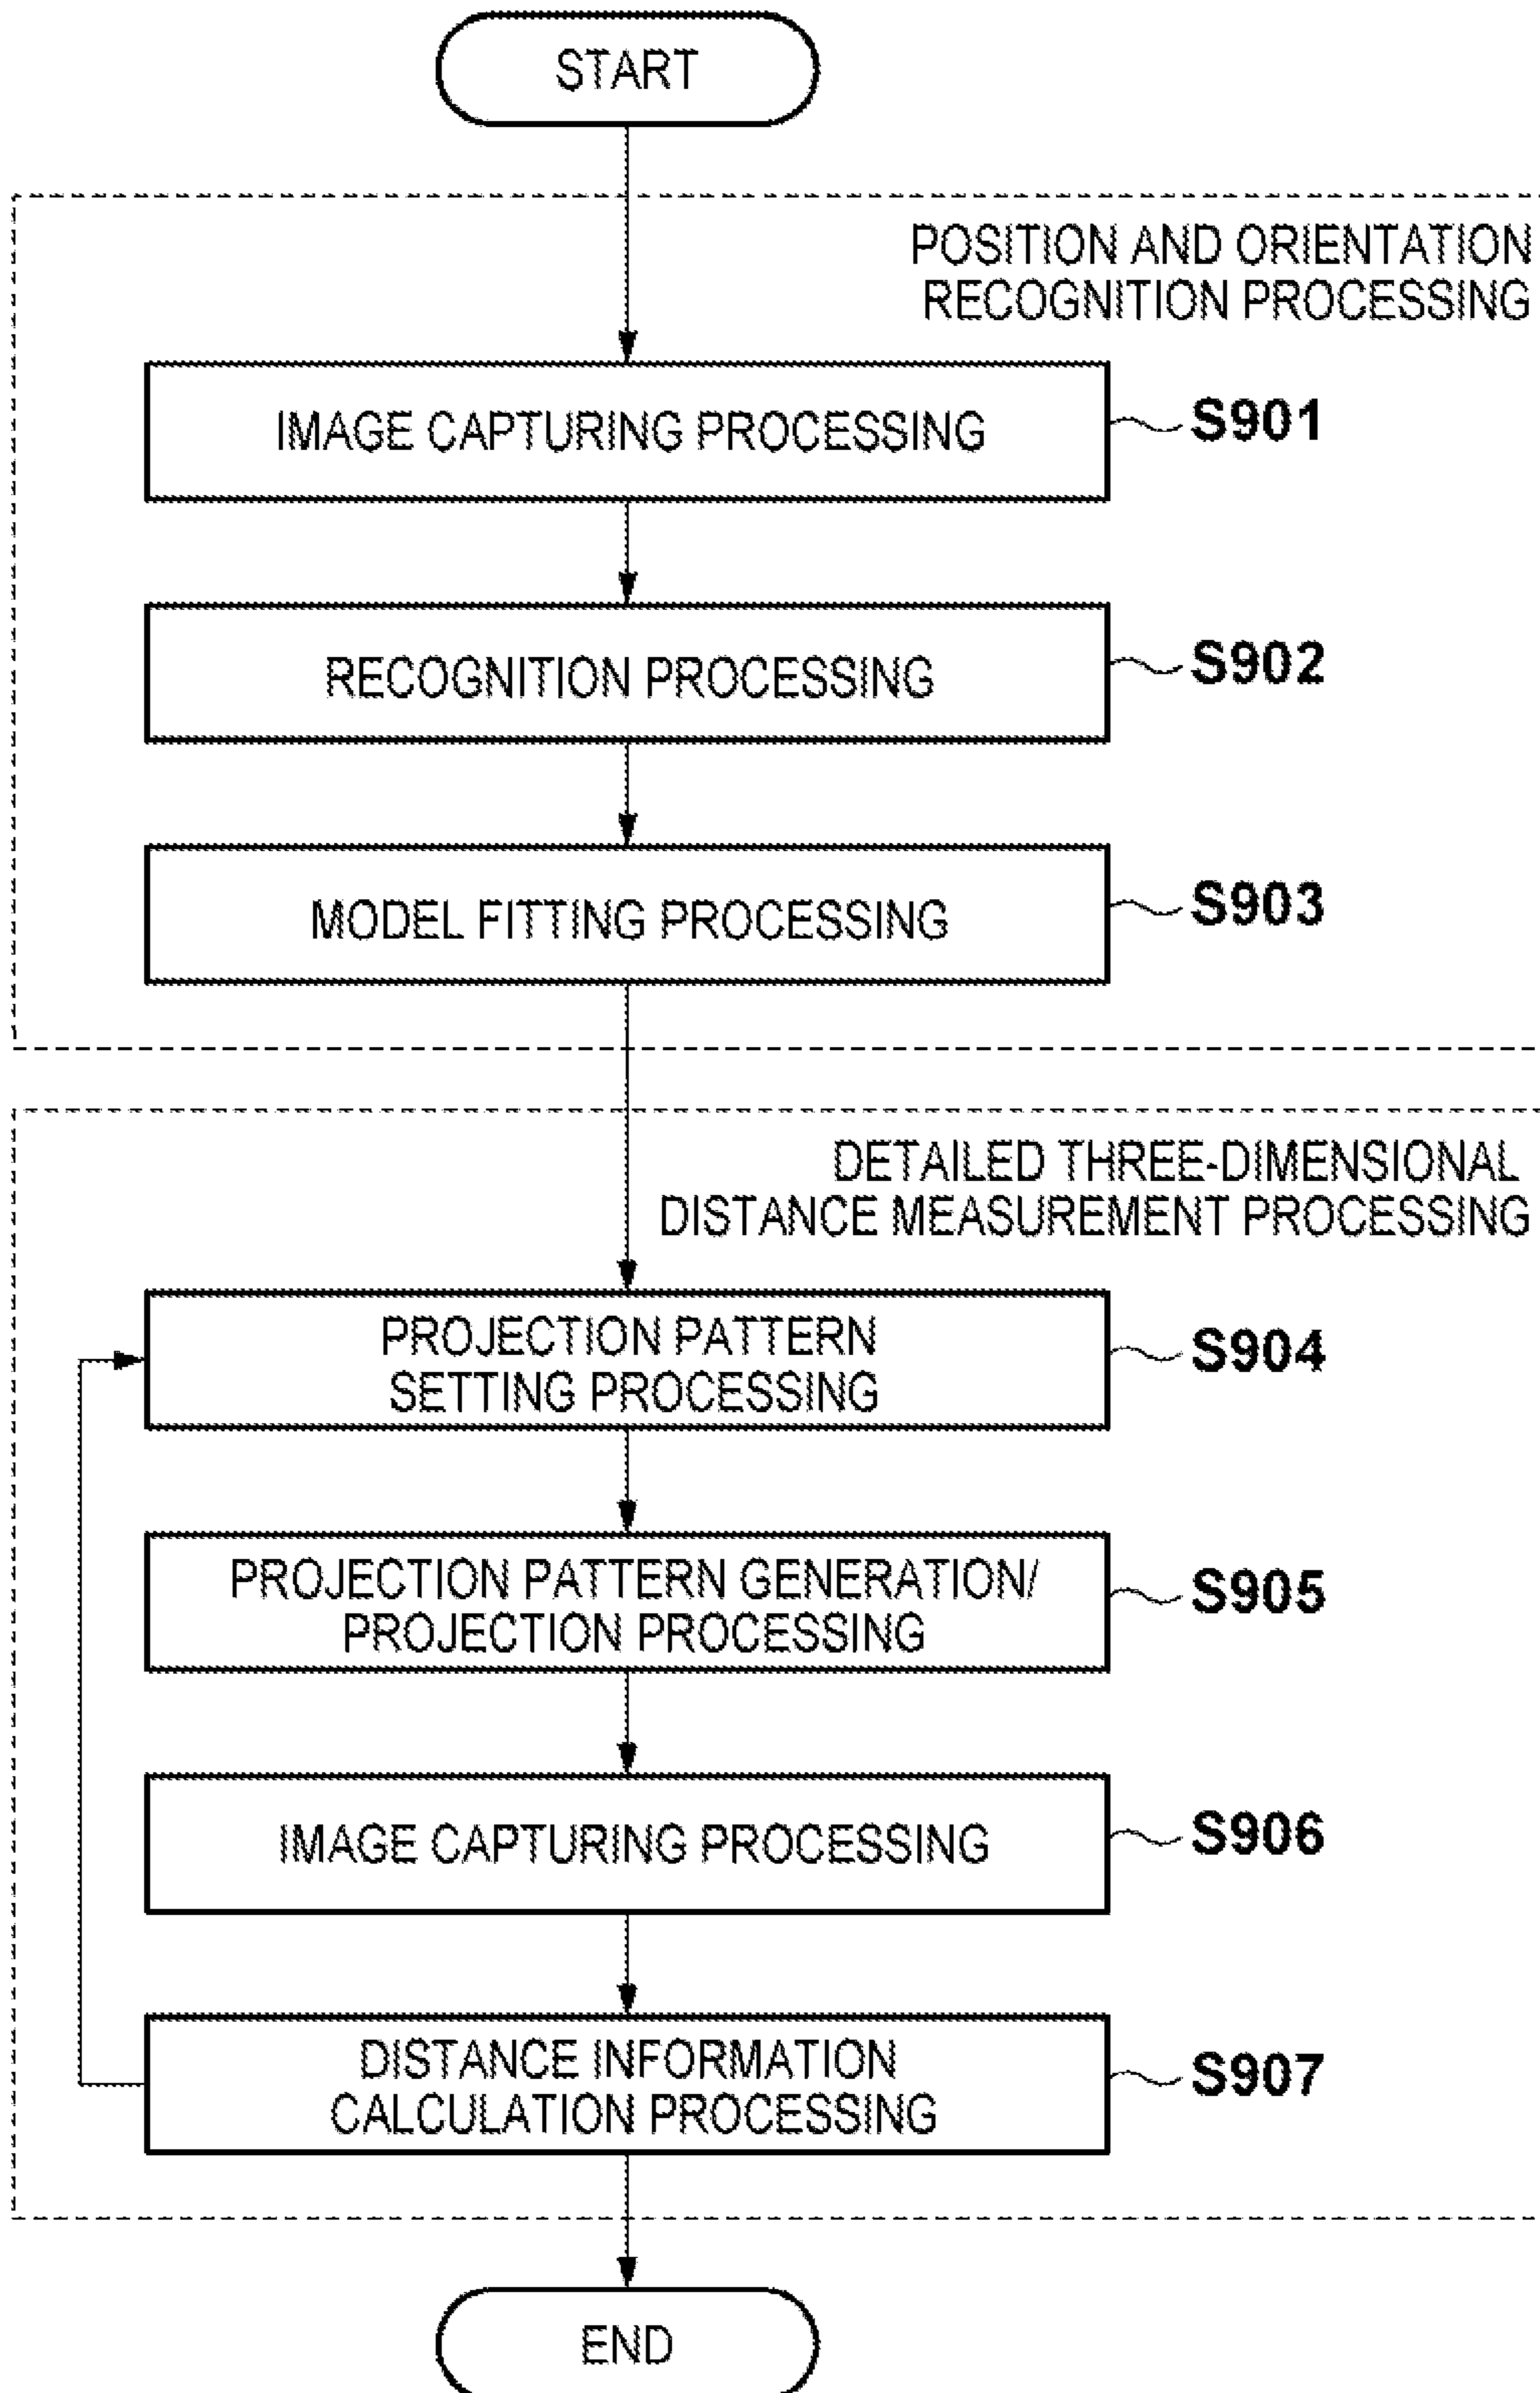 START
POSITION AND ORIENTATION
RECOGNITION PROCESSING
IMAGE CAPTURING PROCESSING
S901
RECOGNITION PROCESSING
S902
MODEL FITTING PROCESSING
S903
DETAILED THREE-DIMENSIONAL
DISTANCE MEASUREMENT PROCESSING
PROJECTION PATTERN
SETTING PROCESSING
S904
PROJECTION PATTERN GENERATION/
PROJECTION PROCESSING
S905
IMAGE CAPTURING PROCESSING
S906
DISTANCE INFORMATION
CALCULATION PROCESSING
S907
END